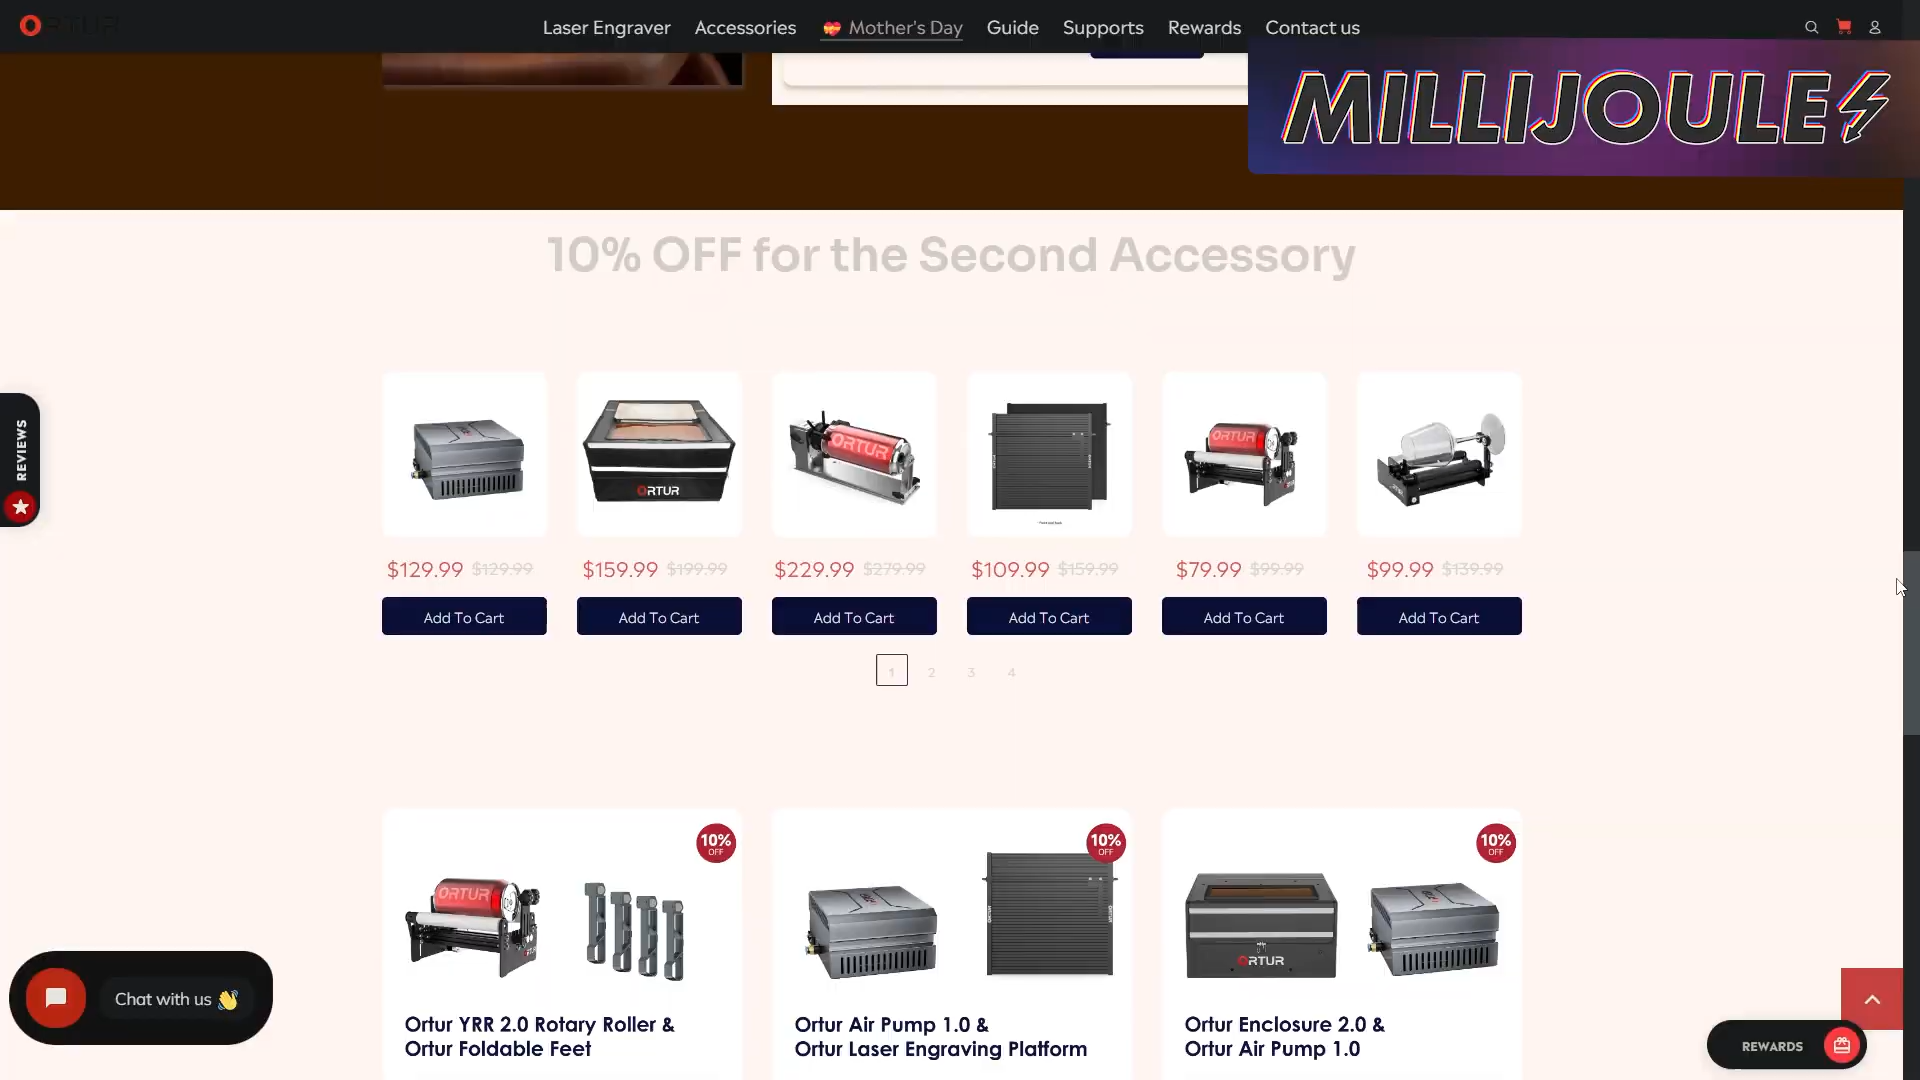 ORTUR
Laser Engraver
Accessories
Mother's Day
Guide
Supports
Rewards
Contact us
MILLIJOULE
10% OFF for the Second Accessory
REVIEWS
ORTUR
ORTUR
ORTUR
$129.99 $129.99
$159.99 $199.99
$229.99 $279.99
$109.99 $159.99
$79.99 $99.99
$99.99 $139.99
Add To Cart
Add To Cart
Add To Cart
Add To Cart
Add To Cart
Add To Cart
1 2 3 4
10%
OFF
10%
OFF
10%
OFF
ORTUR
ORTUR
Ortur YRR 2.0 Rotary Roller &
Ortur Foldable Feet
Ortur Air Pump 1.0 &
Ortur Laser Engraving Platform
Ortur Enclosure 2.0 &
Ortur Air Pump 1.0
Chat with us
REWARDS